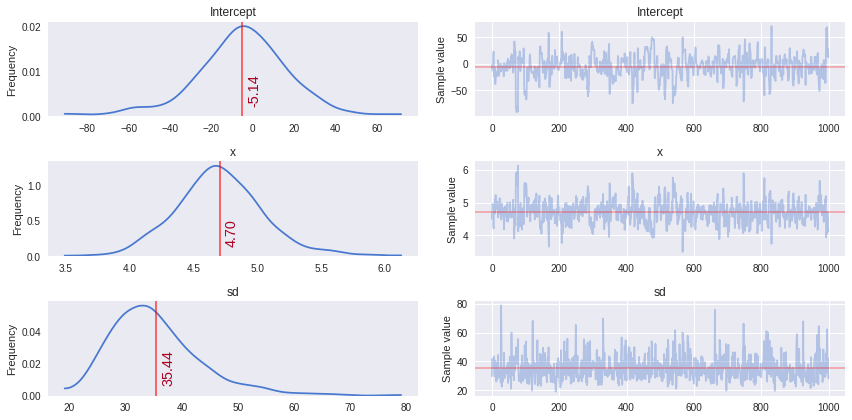 Intercept
Frequency
0.02
0.01
0.00
-5.14
−80 −60 −40 −20 0 20 40 60
Intercept
Sample value
50
0
−50
0 200 400 600 800 1000
x
Frequency
1.0
0.5
0.0
4.70
3.5 4.0 4.5 5.0 5.5 6.0
x
Sample value
6
5
4
0 200 400 600 800 1000
sd
Frequency
0.04
0.02
0.00
35.44
20 30 40 50 60 70 80
sd
Sample value
80
60
40
20
0 200 400 600 800 1000